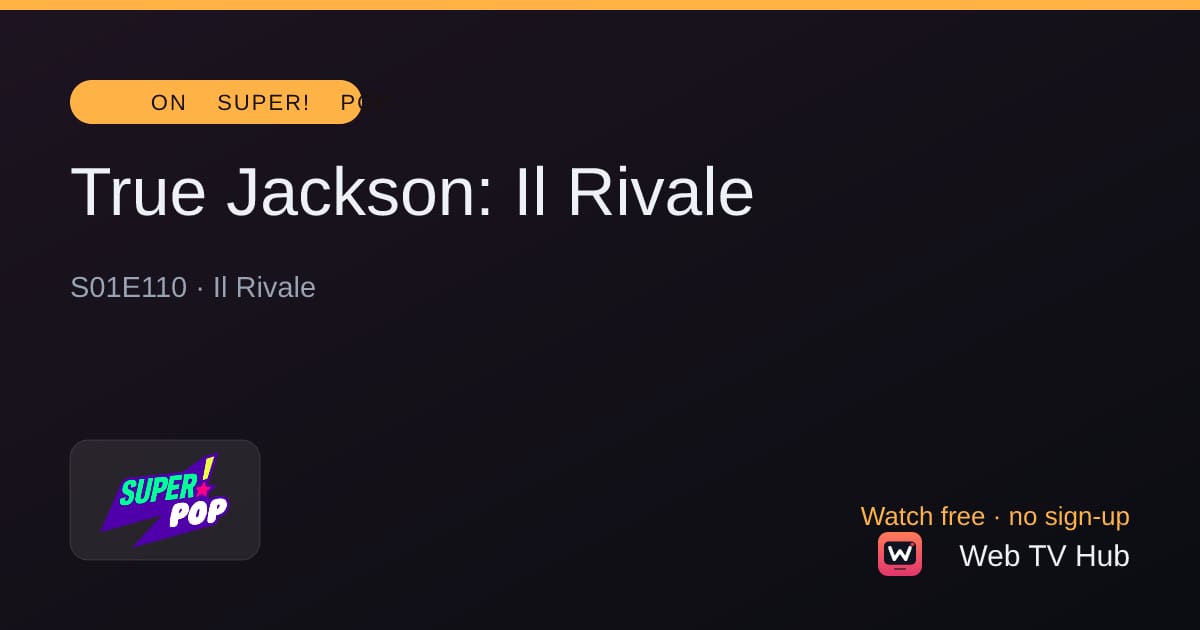 ON SUPER! POP
True Jackson: Il Rivale
S01E110 · Il Rivale
SUPER!
POP
Watch free · no sign-up
W
Web TV Hub